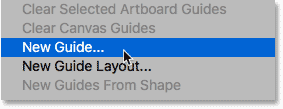 Clear Selected Artboard Guides
Clear Canvas Guides
New Guide...
New Guide Layout...
New Guides From Shape